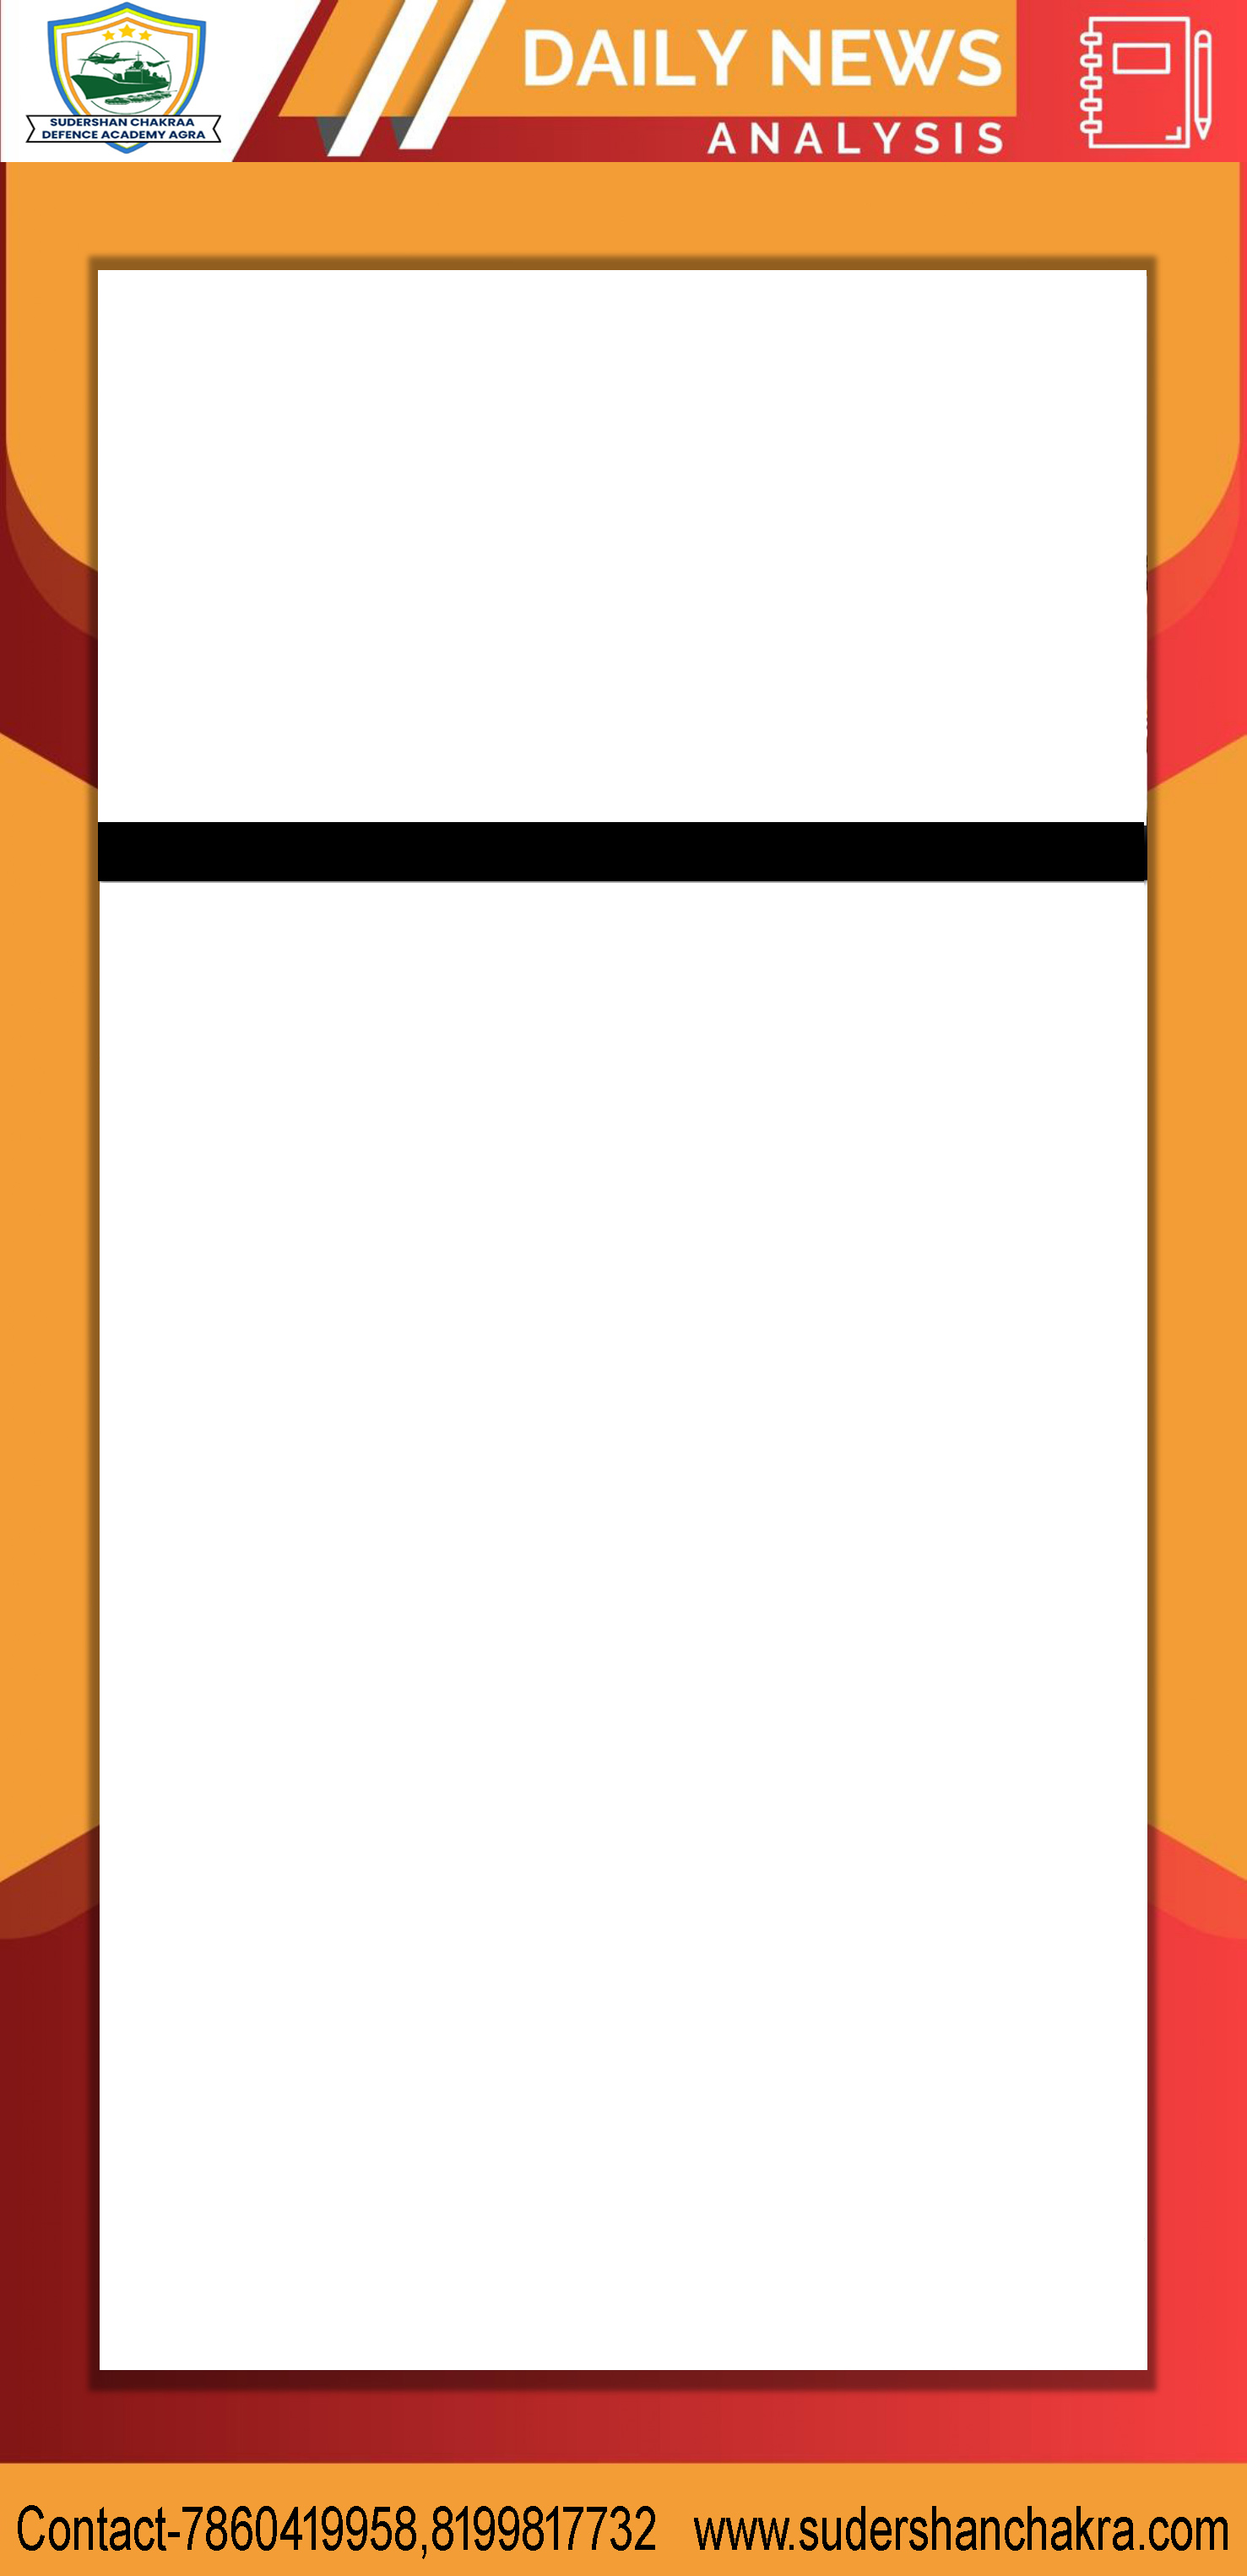 SUDERSHAN CHAKRAA
DEFENCE ACADEMY AGRA
DAILY NEWS
ANALYSIS
Contact-7860419958,8199817732 www.sudershanchakra.com